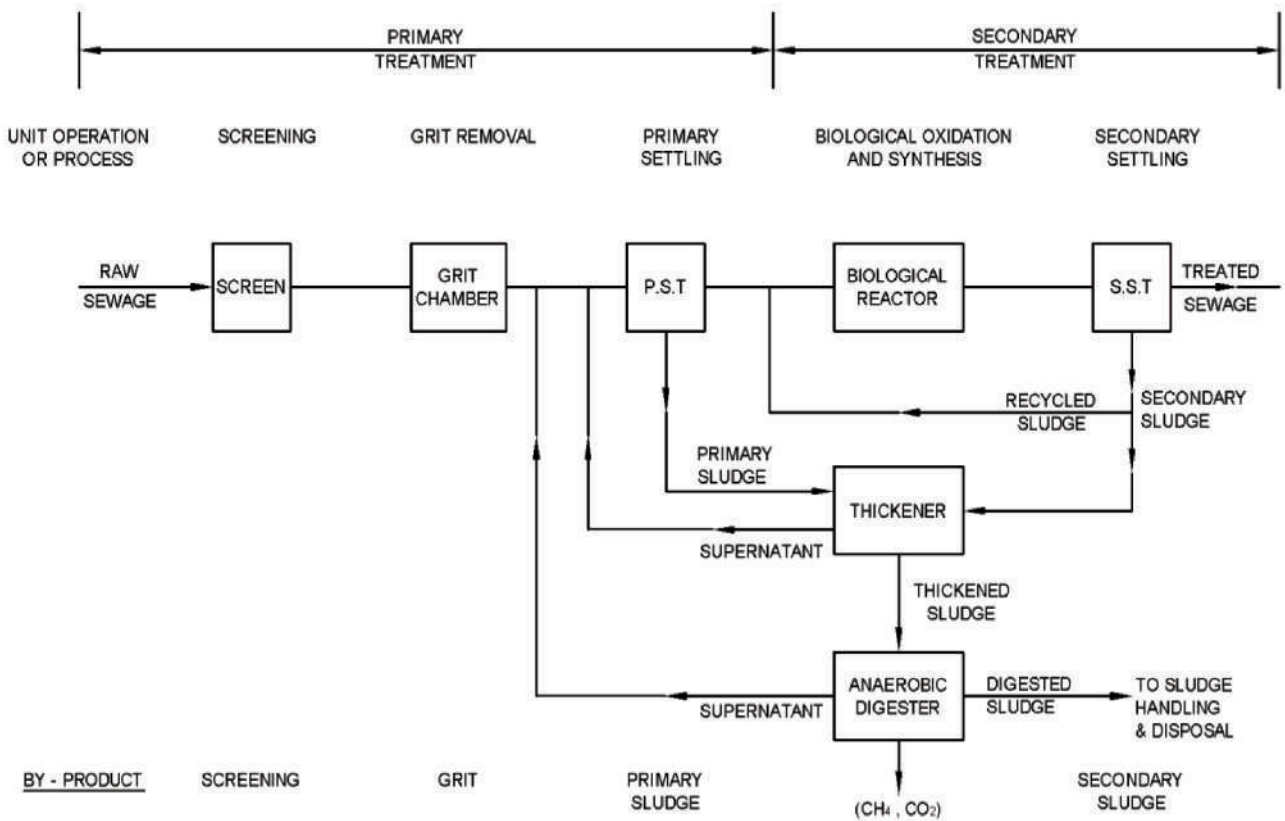 PRIMARY
TREATMENT
SECONDARY
TREATMENT
UNIT OPERATION
OR PROCESS
SCREENING
GRIT REMOVAL
PRIMARY
SETTLING
BIOLOGICAL OXIDATION
AND SYNTHESIS
SECONDARY
SETTLING
RAW
SEWAGE
SCREEN
GRIT
CHAMBER
P.S.T
BIOLOGICAL
REACTOR
S.S.T
TREATED
SEWAGE
RECYCLED
SLUDGE
SECONDARY
SLUDGE
PRIMARY
SLUDGE
THICKENER
SUPERNATANT
THICKENED
SLUDGE
ANAEROBIC
DIGESTER
SUPERNATANT
DIGESTED
SLUDGE
TO SLUDGE
HANDLING
& DISPOSAL
BY - PRODUCT
SCREENING
GRIT
PRIMARY
SLUDGE
(CH₄ , CO₂)
SECONDARY
SLUDGE